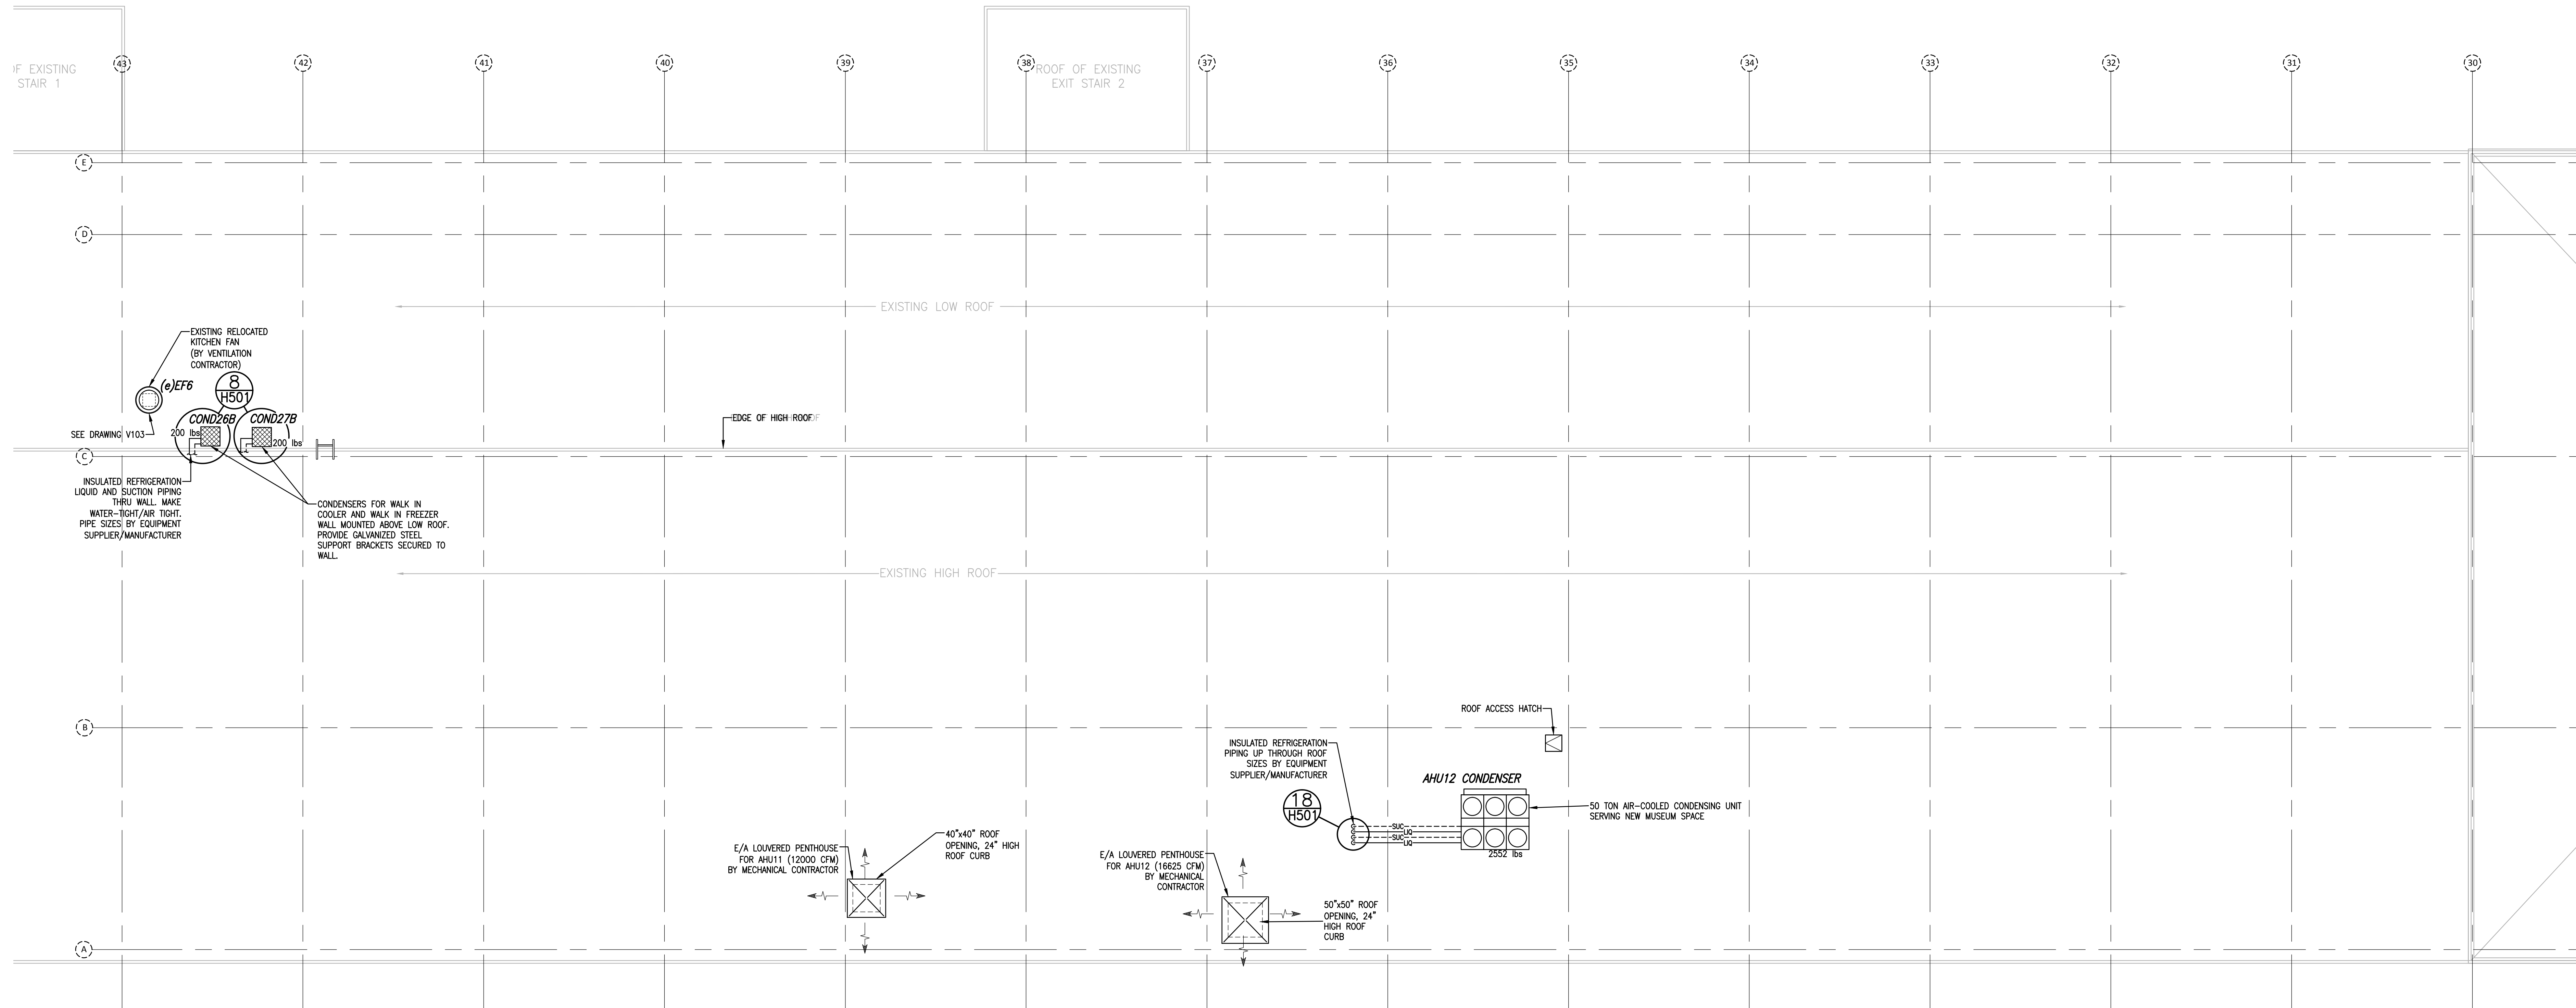 OF EXISTING
STAIR 1
ROOF OF EXISTING
EXIT STAIR 2
43
42
41
40
39
38
37
36
35
34
33
32
31
30
E
D
C
B
A
EXISTING LOW ROOF
EXISTING RELOCATED
KITCHEN FAN
(BY VENTILATION
CONTRACTOR)
(e)EF6
8
H501
COND26B
COND27B
200 lbs
200 lbs
SEE DRAWING V103
EDGE OF HIGH ROOF
INSULATED REFRIGERATION
LIQUID AND SUCTION PIPING
THRU WALL. MAKE
WATER-TIGHT/AIR TIGHT.
PIPE SIZES BY EQUIPMENT
SUPPLIER/MANUFACTURER
CONDENSERS FOR WALK IN
COOLER AND WALK IN FREEZER
WALL MOUNTED ABOVE LOW ROOF.
PROVIDE GALVANIZED STEEL
SUPPORT BRACKETS SECURED TO
WALL.
EXISTING HIGH ROOF
ROOF ACCESS HATCH
INSULATED REFRIGERATION
PIPING UP THROUGH ROOF
SIZES BY EQUIPMENT
SUPPLIER/MANUFACTURER
18
H501
AHU12 CONDENSER
SUC
LIQ
SUC
LIQ
2552 lbs
50 TON AIR-COOLED CONDENSING UNIT
SERVING NEW MUSEUM SPACE
E/A LOUVERED PENTHOUSE
FOR AHU11 (12000 CFM)
BY MECHANICAL CONTRACTOR
40"x40" ROOF
OPENING, 24" HIGH
ROOF CURB
E/A LOUVERED PENTHOUSE
FOR AHU12 (16625 CFM)
BY MECHANICAL
CONTRACTOR
50"x50" ROOF
OPENING, 24"
HIGH ROOF
CURB